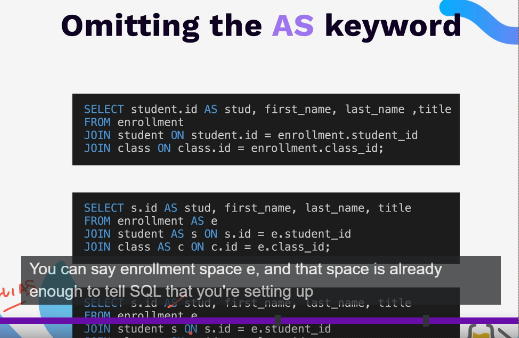 Omitting the AS keyword
SELECT student.id AS stud, first_name, last_name ,title
FROM enrollment
JOIN student ON student.id = enrollment.student_id
JOIN class ON class.id = enrollment.class_id;
SELECT s.id AS stud, first_name, last_name, title
FROM enrollment AS e
JOIN student AS s ON s.id = e.student_id
JOIN class AS c ON c.id = e.class_id;
You can say enrollment space e, and that space is already
enough to tell SQL that you're setting up
SELECT s.id AS stud, first_name, last_name, title
FROM enrollment e
JOIN student s ON s.id = e.student_id